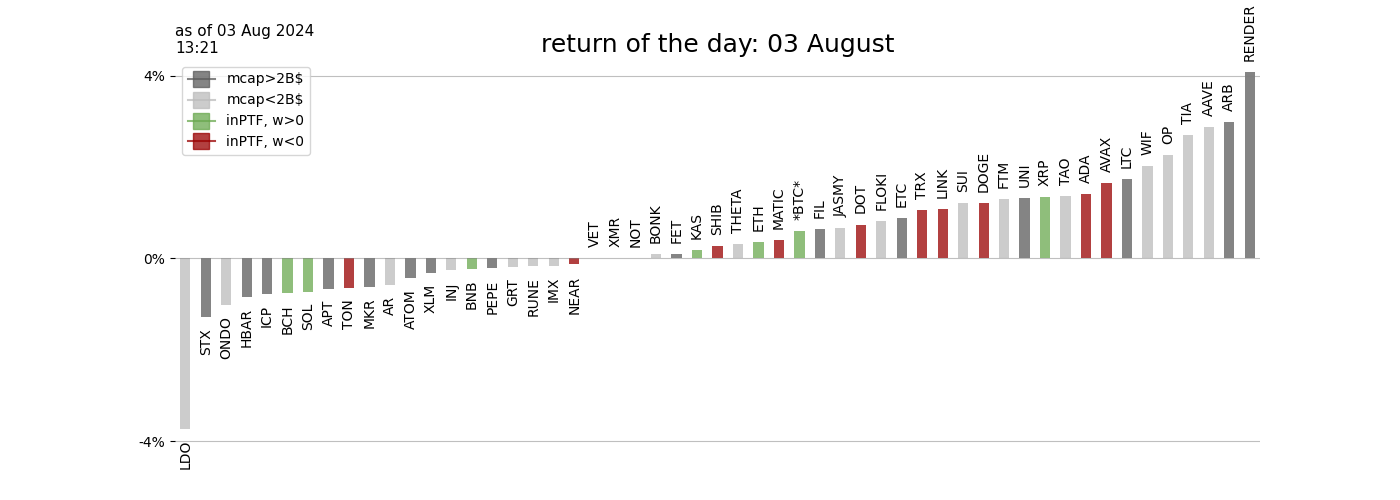 as of 03 Aug 2024
13:21
return of the day: 03 August
4%
0%
-4%
mcap>2B$
mcap<2B$
inPTF, w>0
inPTF, w<0
LDO
STX
ONDO
HBAR
ICP
BCH
SOL
APT
TON
MKR
AR
ATOM
XLM
INJ
BNB
PEPE
GRT
RUNE
IMX
NEAR
VET
XMR
NOT
BONK
FET
KAS
SHIB
THETA
ETH
MATIC
*BTC*
FIL
JASMY
DOT
FLOKI
ETC
TRX
LINK
SUI
DOGE
FTM
UNI
XRP
TAO
ADA
AVAX
LTC
WIF
OP
TIA
AAVE
ARB
RENDER